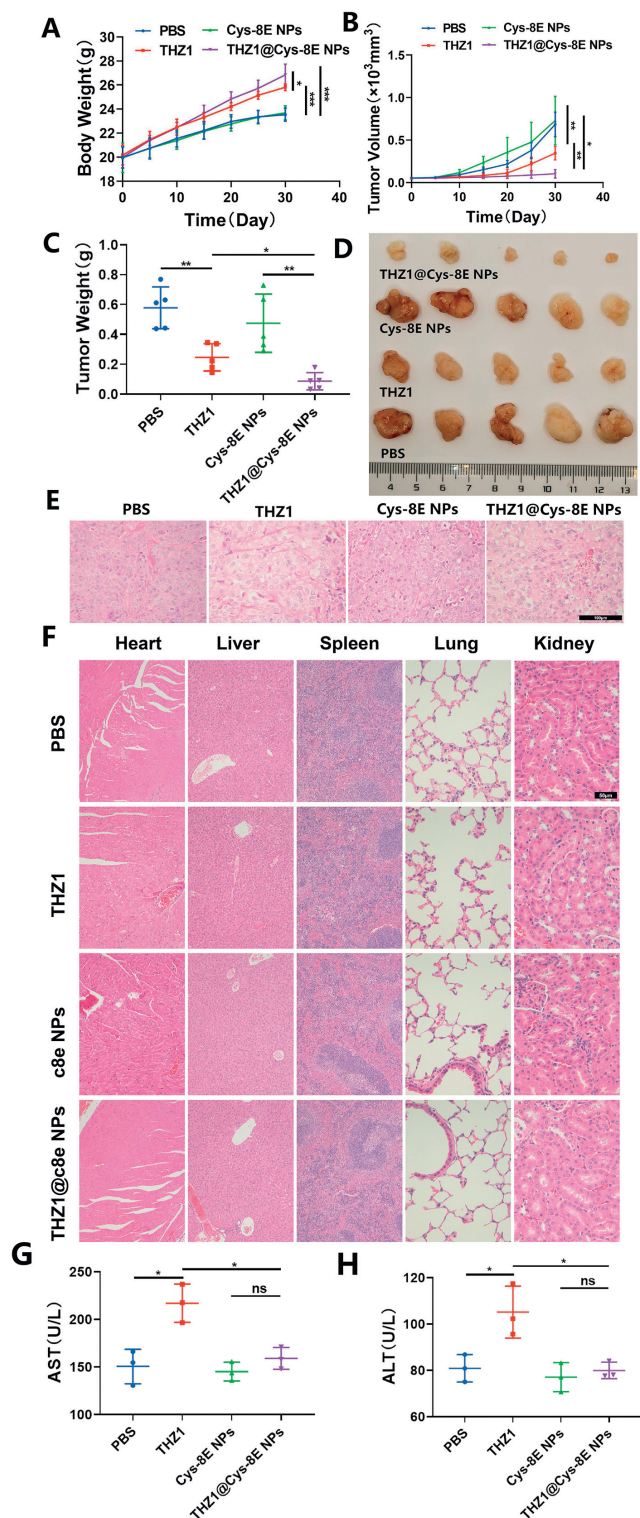 A
PBS
Cys-8E NPs
THZ1
THZ1@Cys-8E NPs
Body Weight(g)
28
26
24
22
20
18
0
10
20
30
40
Time(Day)
*
***
***
B
PBS
Cys-8E NPs
THZ1
THZ1@Cys-8E NPs
Tumor Volume(×10³mm³)
1.5
1.0
0.5
0.0
0
10
20
30
40
Time(Day)
**
**
*
C
Tumor Weight(g)
1.0
0.8
0.6
0.4
0.2
0.0
**
*
**
PBS
THZ1
Cys-8E NPs
THZ1@Cys-8E NPs
D
THZ1@Cys-8E NPs
Cys-8E NPs
THZ1
PBS
4 5 6 7 8 9 10 11 12 13
E
PBS THZ1 Cys-8E NPs THZ1@Cys-8E NPs
100μm
F
Heart Liver Spleen Lung Kidney
PBS
50μm
THZ1
c8e NPs
THZ1@c8e NPs
G
AST(U/L)
250
200
150
100
*
*
ns
PBS
THZ1
Cys-8E NPs
THZ1@Cys-8E NPs
H
ALT(U/L)
120
100
80
60
*
*
ns
PBS
THZ1
Cys-8E NPs
THZ1@Cys-8E NPs